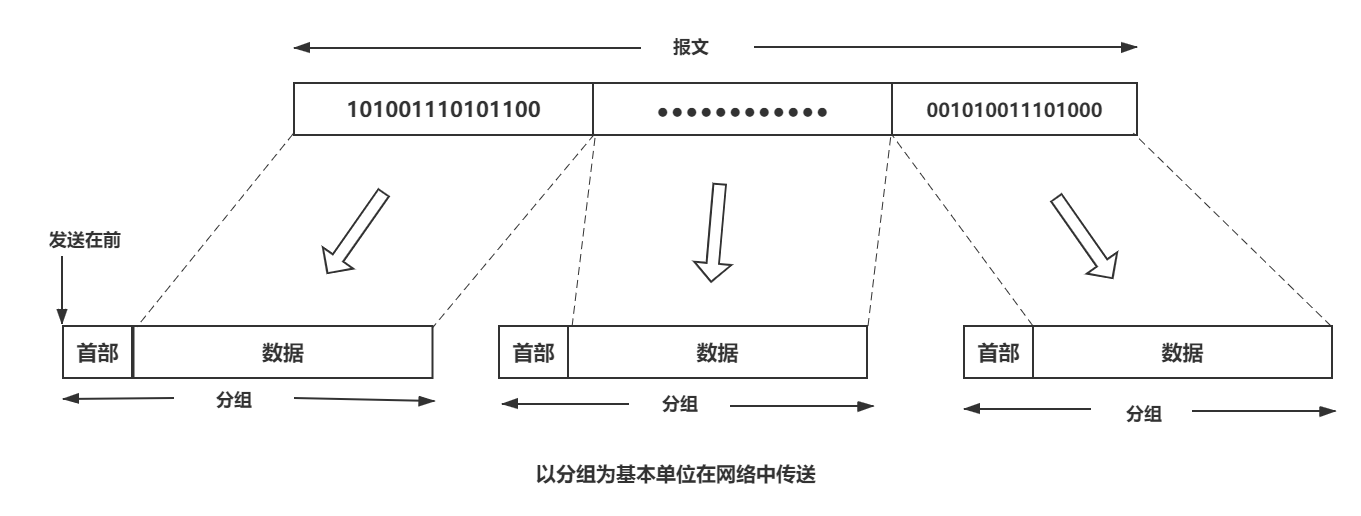 报文
101001110101100 ●●●●●●●●●●●● 001010011101000
发送在前
首部 数据 首部 数据 首部 数据
分组 分组 分组
以分组为基本单位在网络中传送